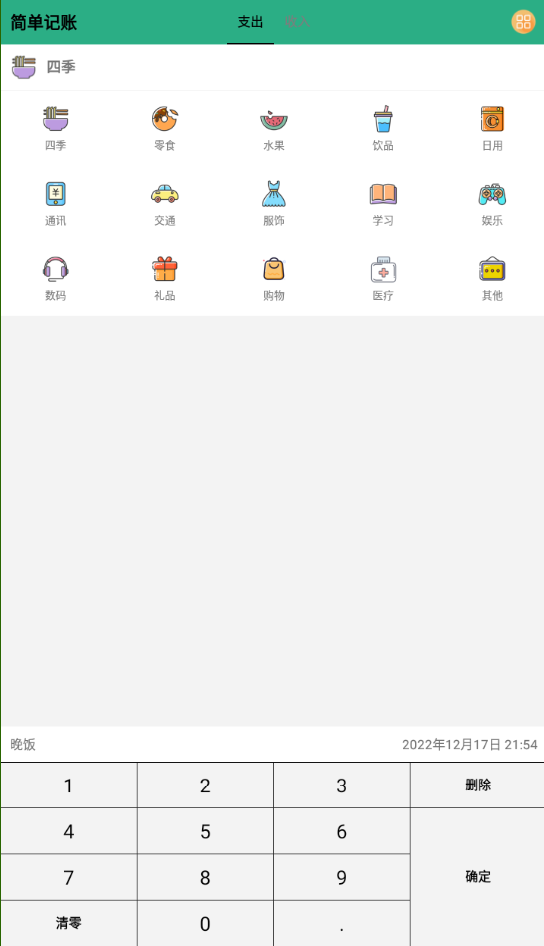 简单记账 支出 收入
四季
四季 零食 水果 饮品 日用
通讯 交通 服饰 学习 娱乐
数码 礼品 购物 医疗 其他
晚饭 2022年12月17日 21:54
1 2 3 删除
4 5 6
7 8 9 确定
清零 0 .